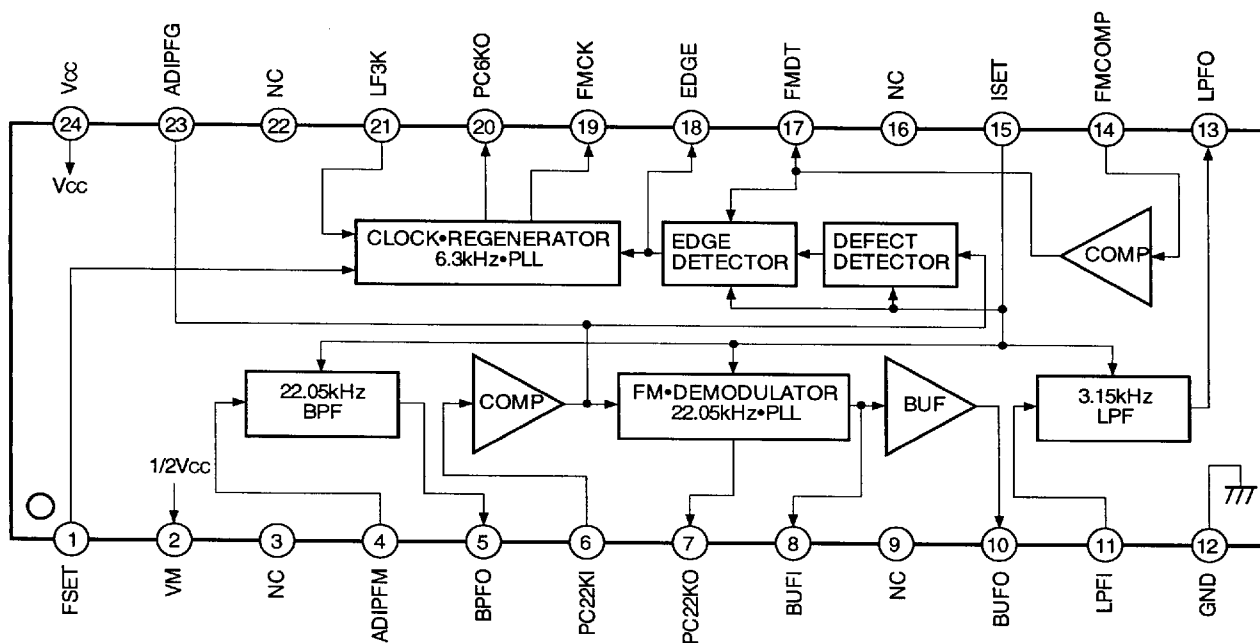 Vcc
ADIPFG
NC
LF3K
PC6KO
FMCK
EDGE
FMDT
NC
ISET
FMCOMP
LPFO
24
23
22
21
20
19
18
17
16
15
14
13
Vcc
CLOCK•REGENERATOR
6.3kHz•PLL
EDGE
DETECTOR
DEFECT
DETECTOR
COMP
22.05kHz
BPF
COMP
FM•DEMODULATOR
22.05kHz•PLL
BUF
3.15kHz
LPF
1/2Vcc
1
2
3
4
5
6
7
8
9
10
11
12
FSET
VM
NC
ADIPFM
BPFO
PC22KI
PC22KO
BUFI
NC
BUFO
LPFI
GND